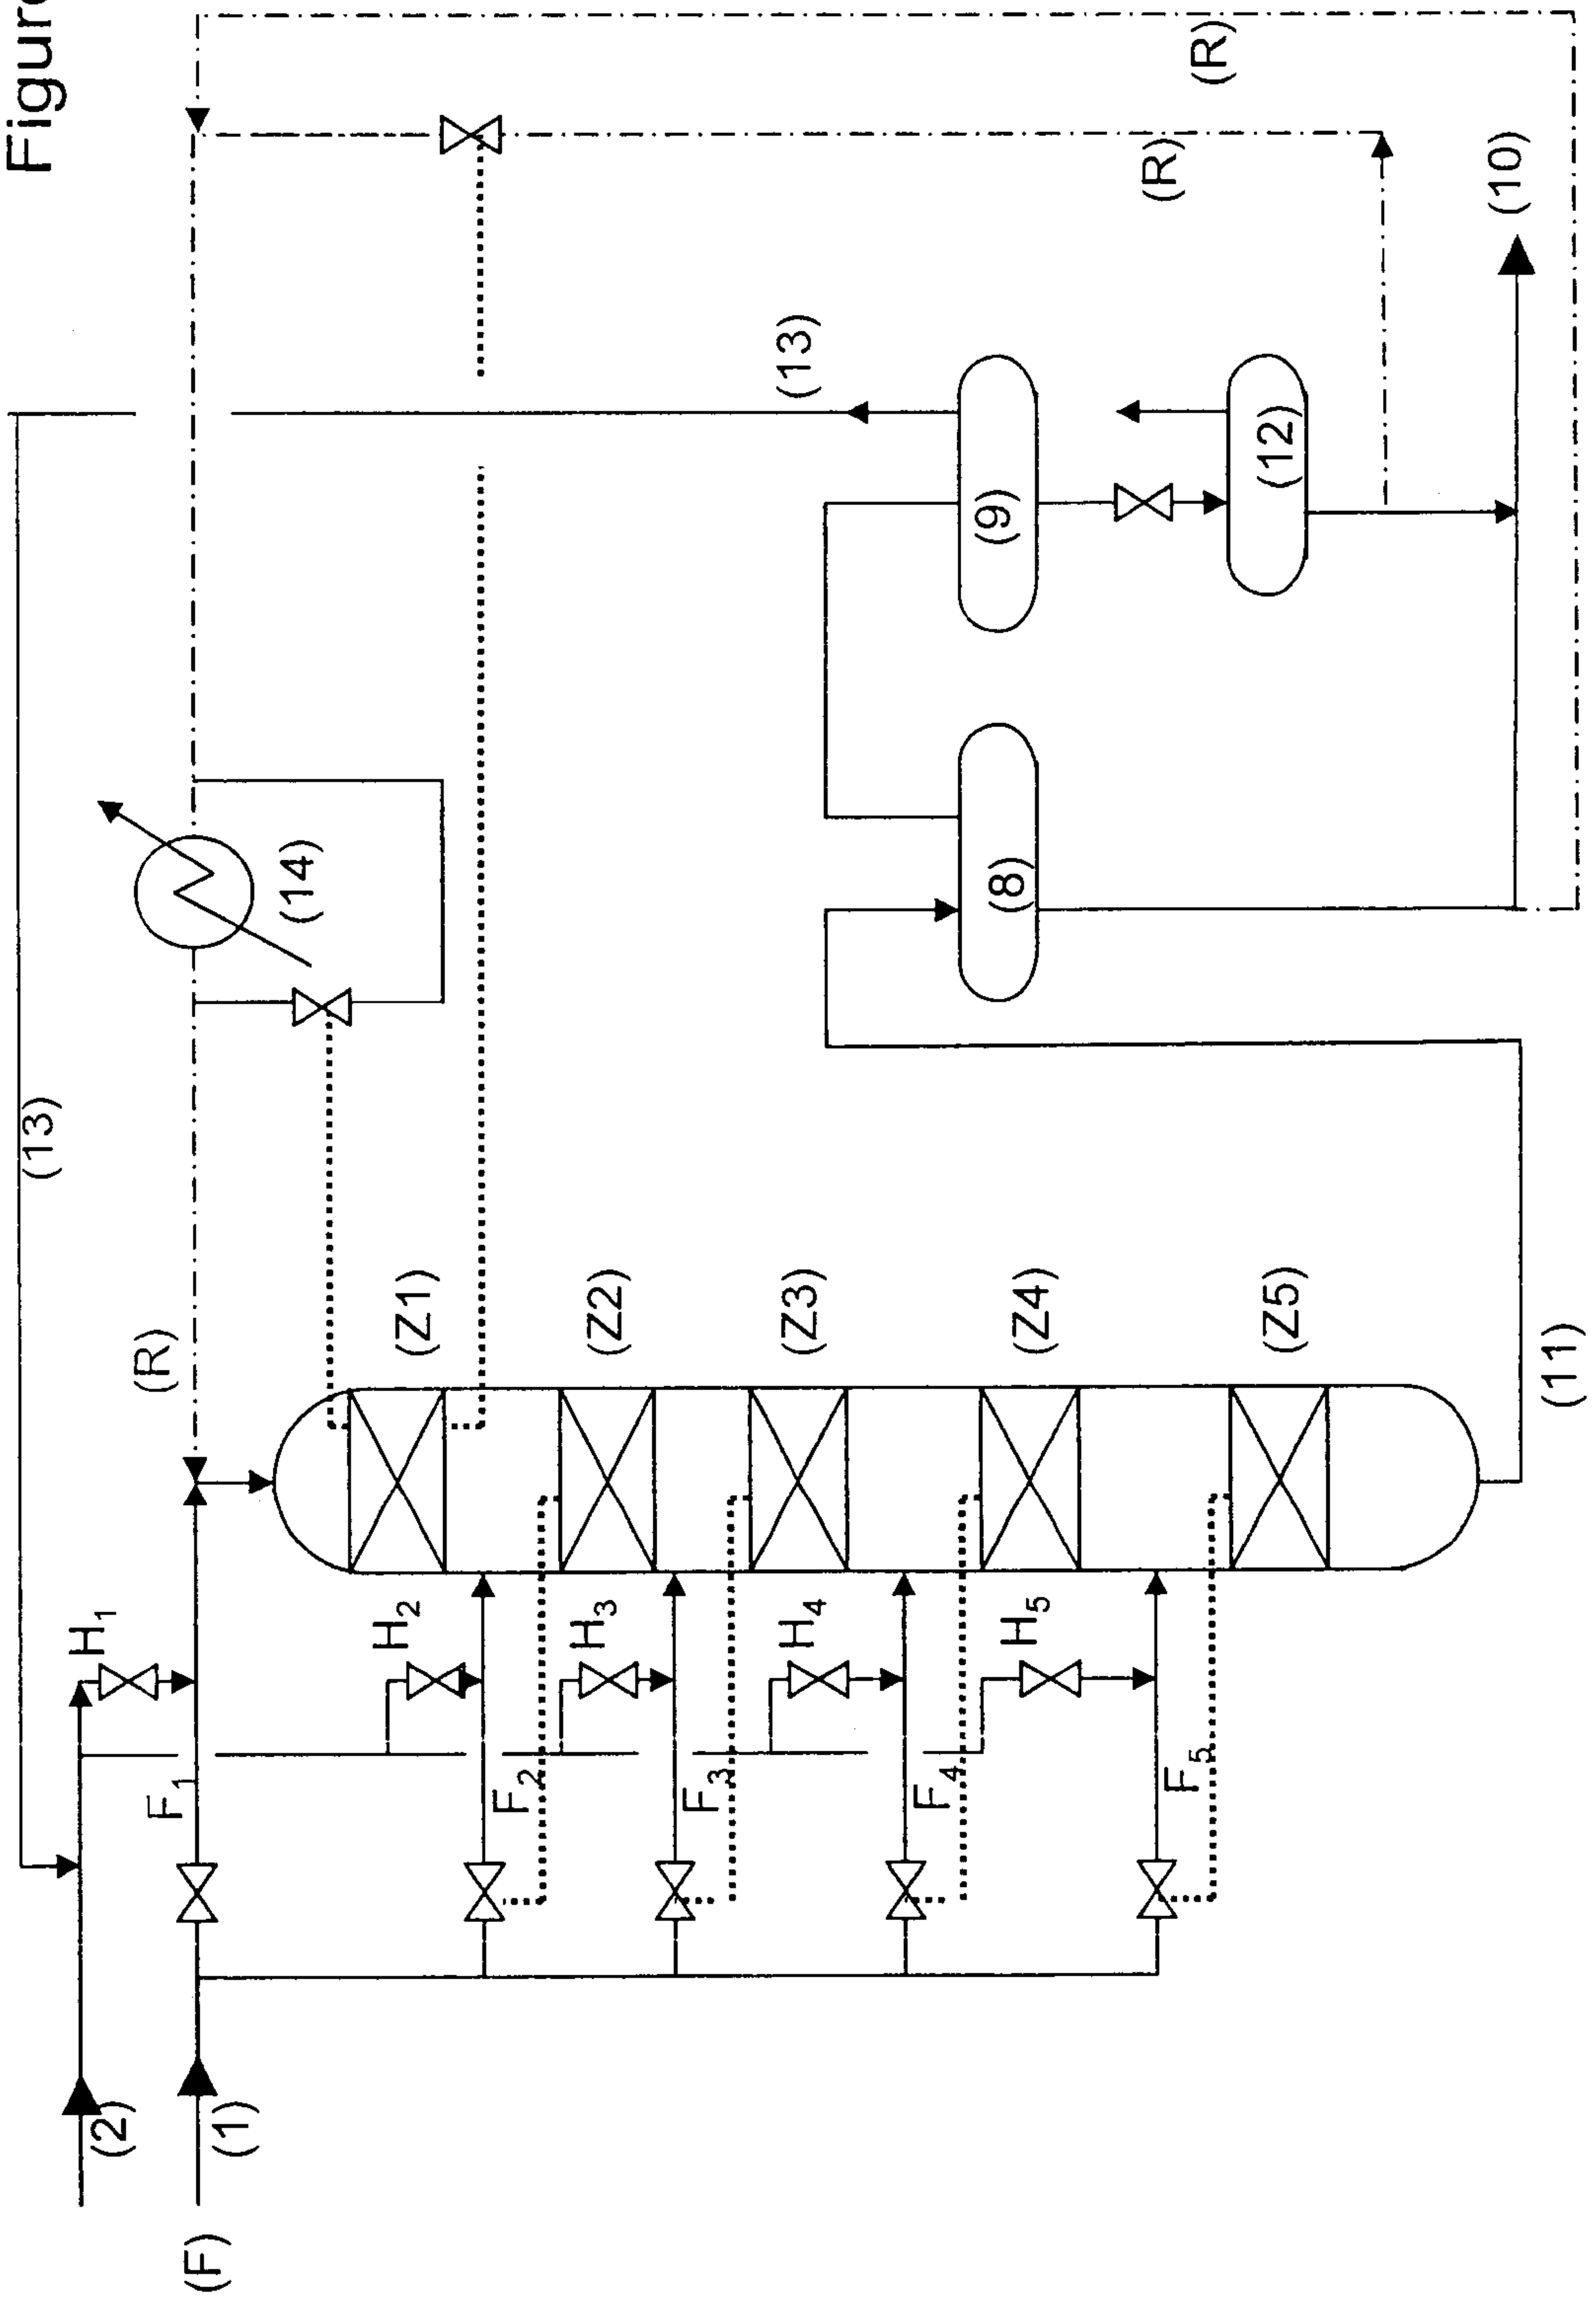 Figure
(F)
(1)
(2)
(13)
(R)
(14)
H1
F1
H2
F2
H3
F3
H4
F4
H5
F5
(Z1)
(Z2)
(Z3)
(Z4)
(Z5)
(11)
(8)
(9)
(12)
(13)
(R)
(R)
(10)